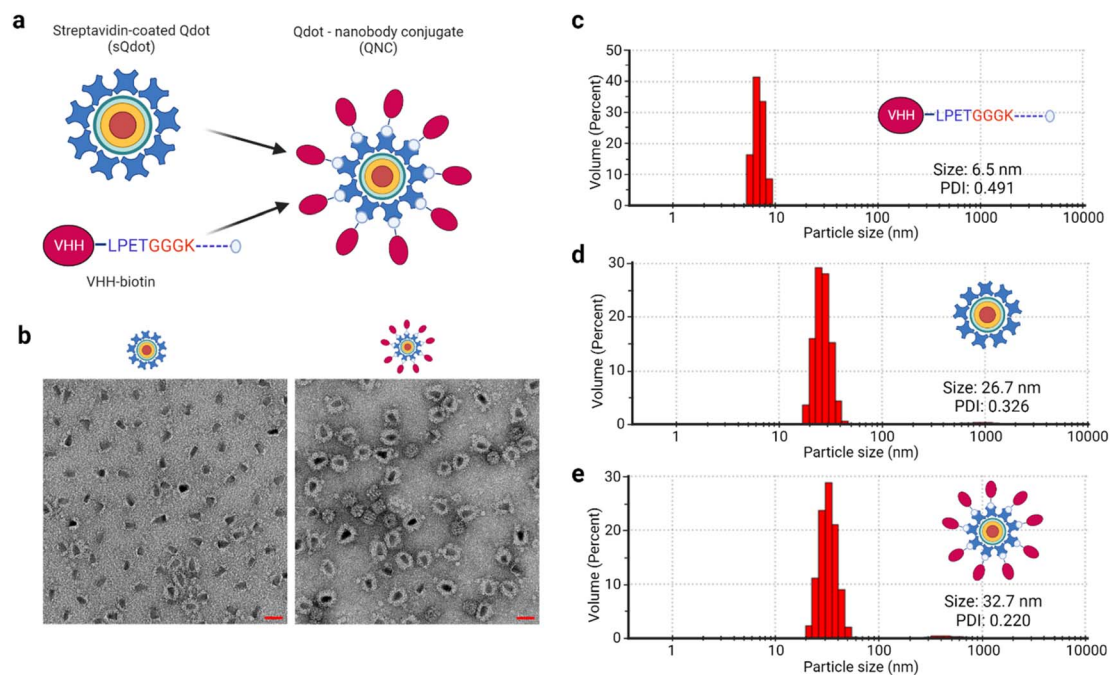 a
Streptavidin-coated Qdot
(sQdot)
Qdot - nanobody conjugate
(QNC)
VHH
LPETGGGK
VHH-biotin
b
c
50
40
30
20
10
0
Volume (Percent)
VHH
LPETGGGK
Size: 6.5 nm
PDI: 0.491
1
10
100
1000
10000
Particle size (nm)
d
30
20
10
0
Volume (Percent)
Size: 26.7 nm
PDI: 0.326
1
10
100
1000
10000
Particle size (nm)
e
30
20
10
0
Volume (Percent)
Size: 32.7 nm
PDI: 0.220
1
10
100
1000
10000
Particle size (nm)